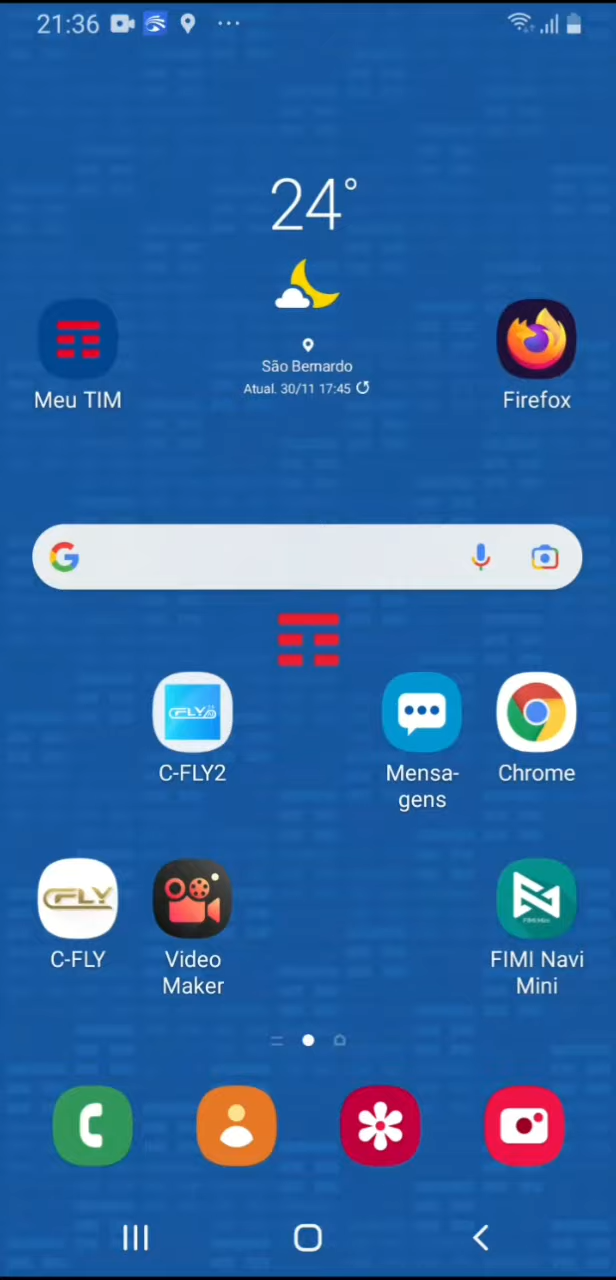 21:36
24°
São Bernardo
Atual. 30/11 17:45
Meu TIM
Firefox
C-FLY2
Mensa-
gens
Chrome
CFLY
C-FLY
Video
Maker
FIMI Navi
Mini